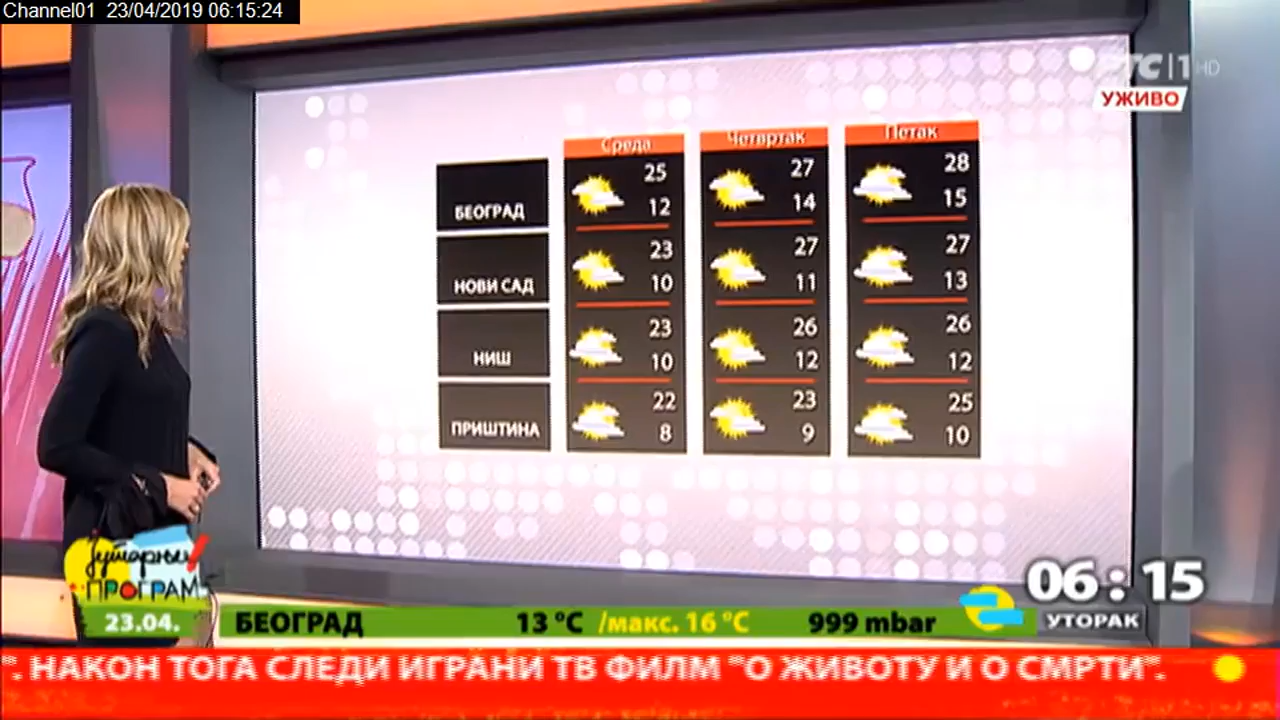 Channel01 23/04/2019 06:15:24
РТС|1 HD
УЖИВО
Среда Четвртак Петак
БЕОГРАД 25 12 27 14 28 15
НОВИ САД 23 10 27 11 27 13
НИШ 23 10 26 12 26 12
ПРИШТИНА 22 8 23 9 25 10
Јутарњи
ПРОГРАМ
23.04.
БЕОГРАД 13 °C /макс. 16 °C 999 mbar
06:15
УТОРАК
". НАКОН ТОГА СЛЕДИ ИГРАНИ ТВ ФИЛМ "О ЖИВОТУ И О СМРТИ".